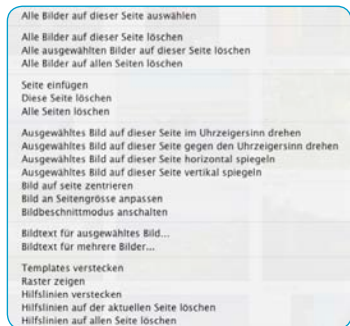 Alle Bilder auf dieser Seite auswählen
Alle Bilder auf dieser Seite löschen
Alle ausgewählten Bilder auf dieser Seite löschen
Alle Bilder auf allen Seiten löschen
Seite einfügen
Diese Seite löschen
Alle Seiten löschen
Ausgewähltes Bild auf dieser Seite im Uhrzeigersinn drehen
Ausgewähltes Bild auf dieser Seite gegen den Uhrzeigersinn drehen
Ausgewähltes Bild auf dieser Seite horizontal spiegeln
Ausgewähltes Bild auf dieser Seite vertikal spiegeln
Bild auf seite zentrieren
Bild an Seitengrösse anpassen
Bildbeschnittmodus anschalten
Bildtext für ausgewähltes Bild...
Bildtext für mehrere Bilder...
Templates verstecken
Raster zeigen
Hilfslinien verstecken
Hilfslinien auf der aktuellen Seite löschen
Hilfslinien auf allen Seiten löschen